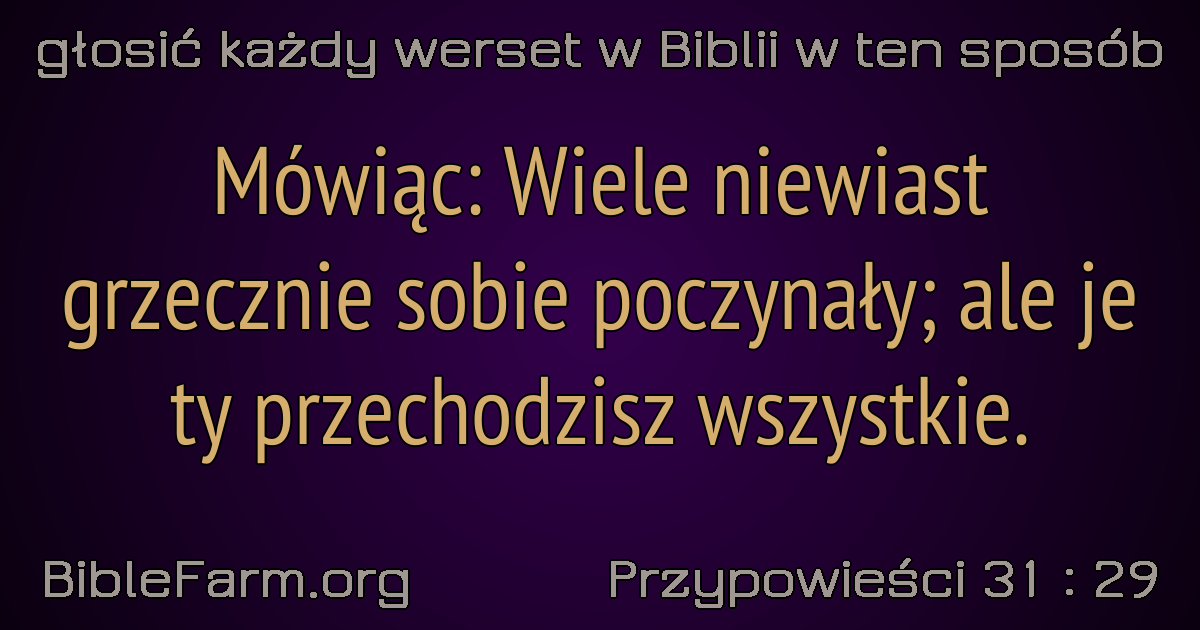 głosić każdy werset w Biblii w ten sposób
Mówiąc: Wiele niewiast
grzecznie sobie poczynały; ale je
ty przechodzisz wszystkie.
BibleFarm.org
Przypowieści 31 : 29